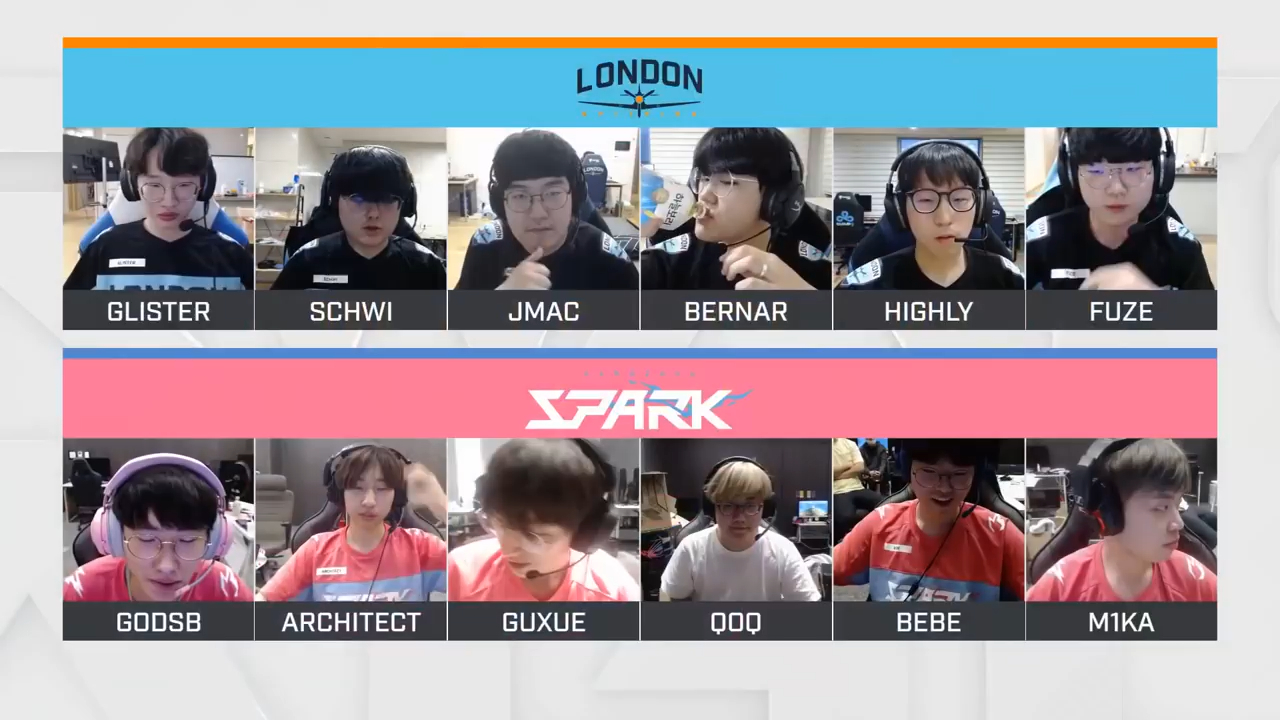 LONDON
GLISTER
SCHWI
JMAC
BERNAR
HIGHLY
FUZE
SPARK
GODSB
ARCHITECT
GUXUE
QOQ
BEBE
M1KA